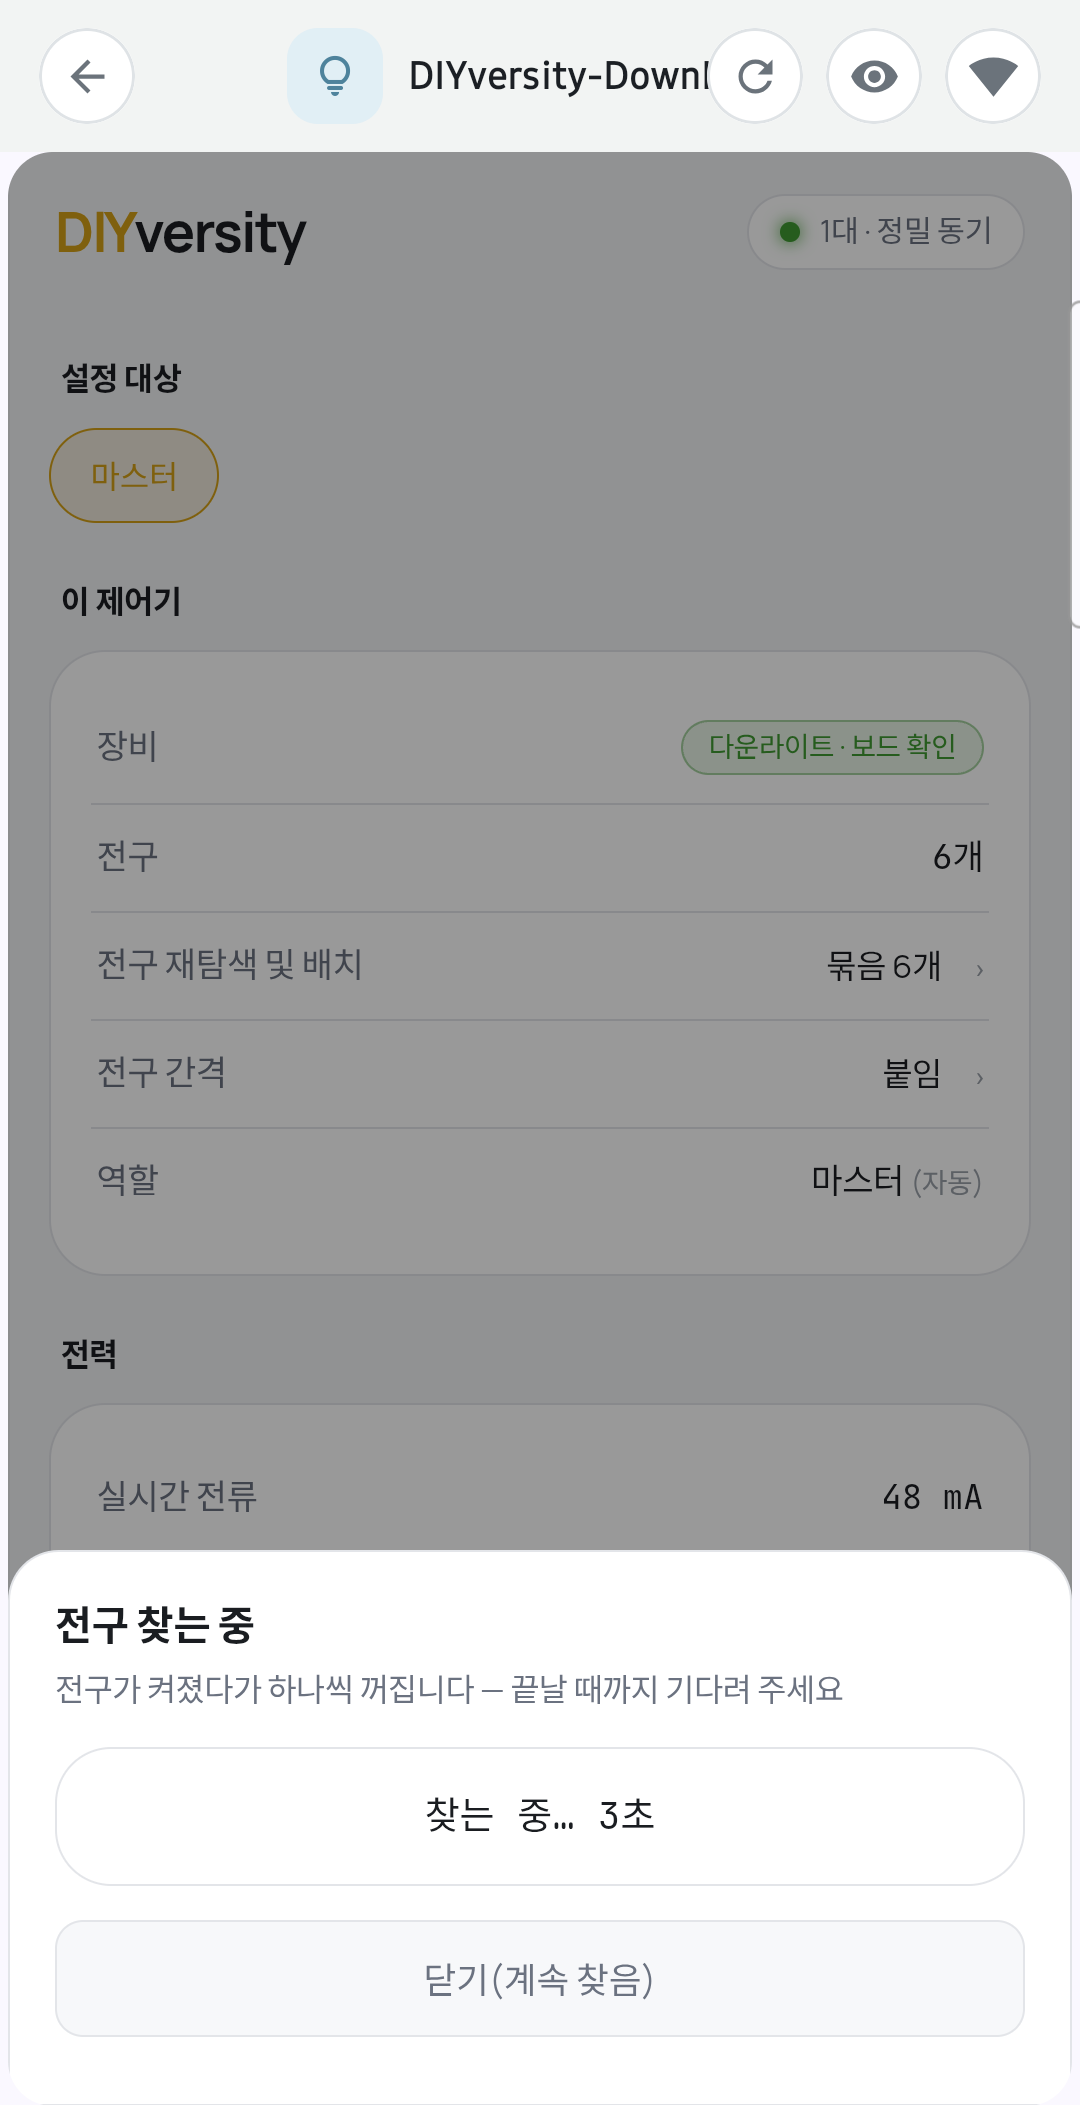 DIYversity-Down
DIYversity
1대 · 정밀 동기
설정 대상
마스터
이 제어기
장비 다운라이트 · 보드 확인
전구 6개
전구 재탐색 및 배치 묶음 6개 ›
전구 간격 붙임 ›
역할 마스터 (자동)
전력
실시간 전류 48 mA
전구 찾는 중
전구가 켜졌다가 하나씩 꺼집니다 – 끝날 때까지 기다려 주세요
찾는 중… 3초
닫기(계속 찾음)